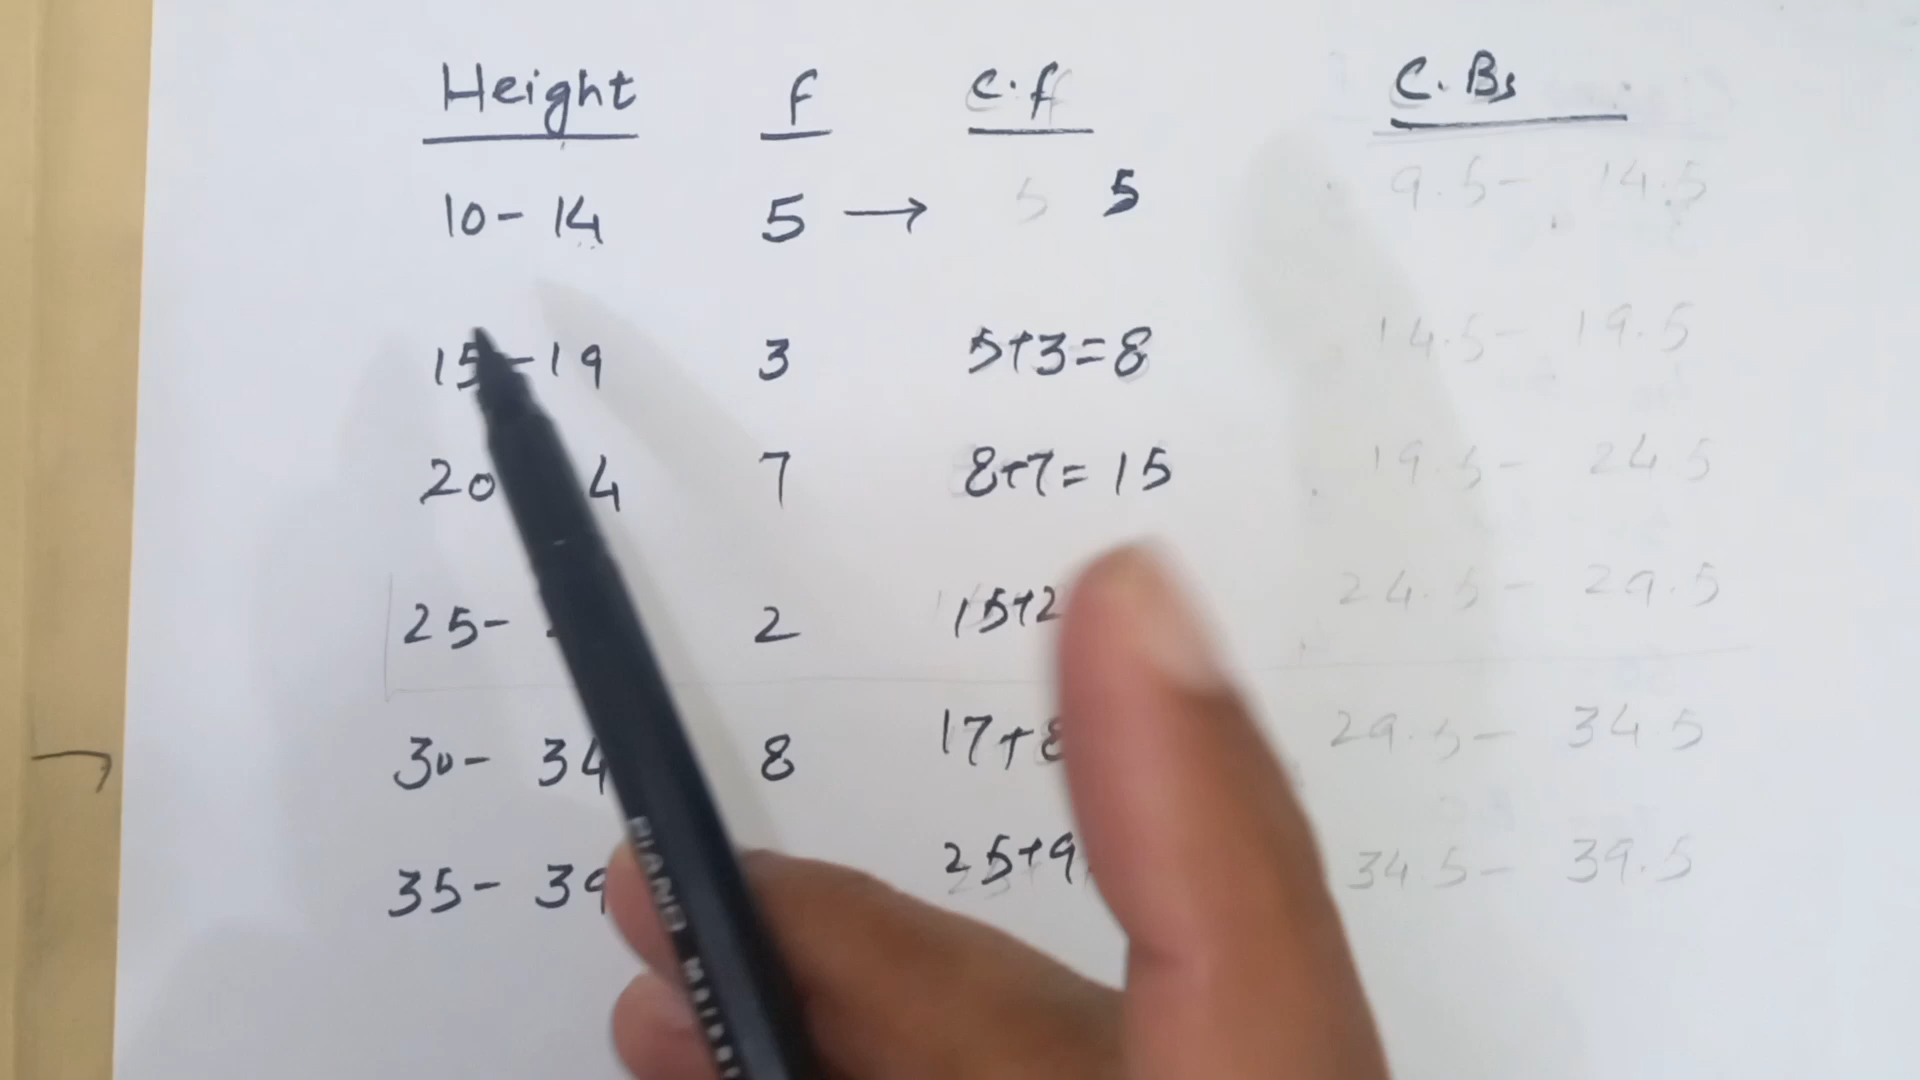 Height f c.f C.Bs
10- 14 5 → 5 5 9.5- 14.5
15-19 3 5+3=8 14.5- 19.5
20 4 7 8+7= 15 19.5- 24.5
25- 2 15+2 24.5- 29.5
30- 34 8 17+8 29.5- 34.5
35- 39 25+9 34.5- 39.5
PIANO